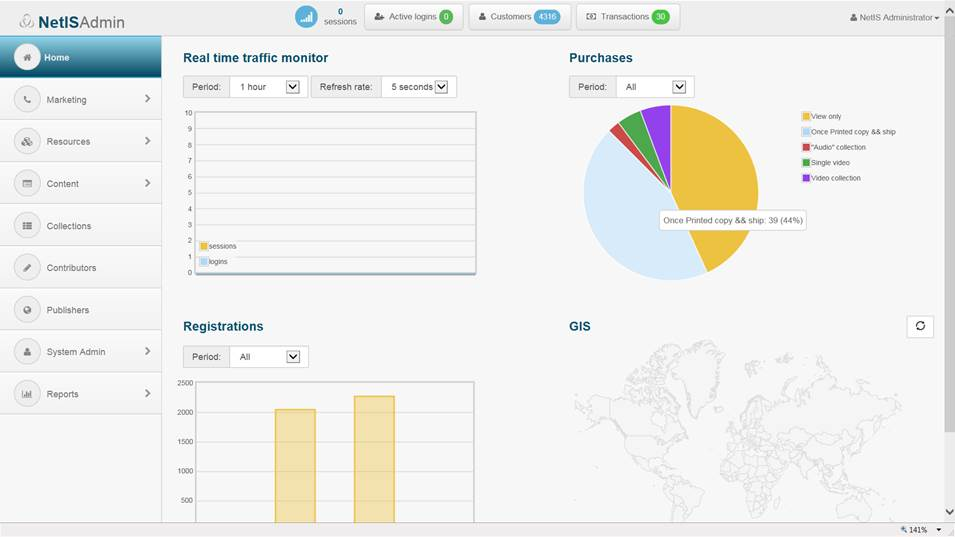 NetISAdmin
0
sessions
Active logins 0
Customers 4316
Transactions 30
NetIS Administrator
Home
Marketing
Resources
Content
Collections
Contributors
Publishers
System Admin
Reports
Real time traffic monitor
Period: 1 hour
Refresh rate: 5 seconds
10
9
8
7
6
5
4
3
2
1
0
sessions
logins
Purchases
Period: All
View only
Once Printed copy && ship
"Audio" collection
Single video
Video collection
Once Printed copy && ship: 39 (44%)
Registrations
Period: All
2500
2000
1500
1000
500
GIS
141%